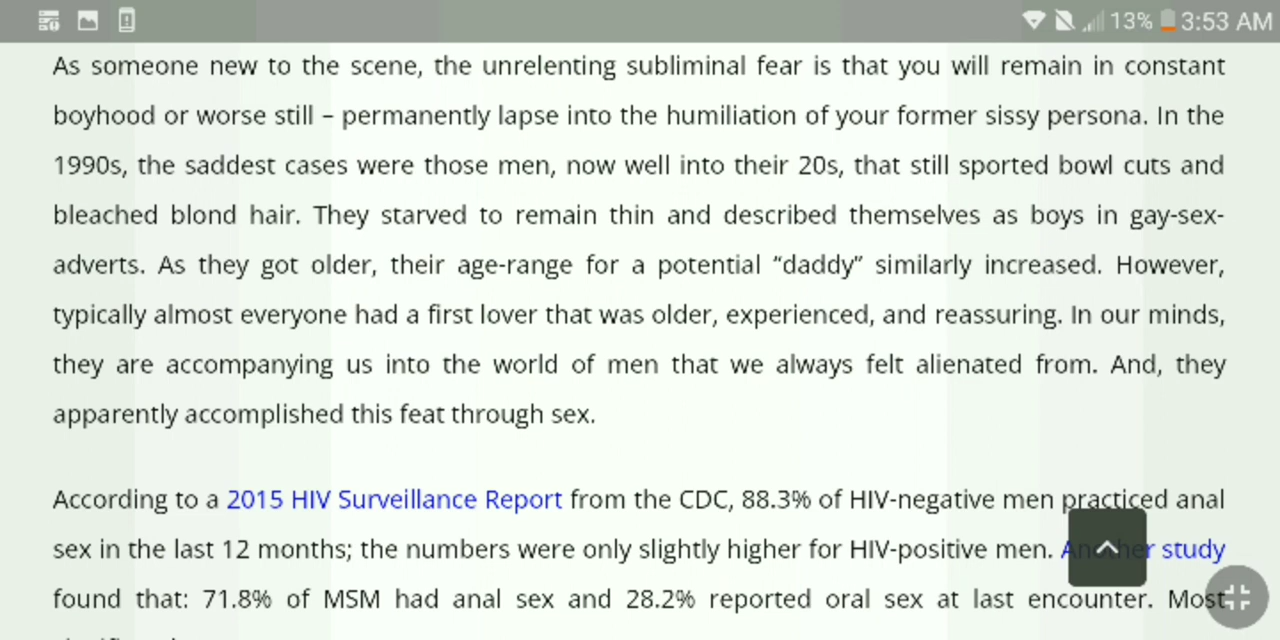 13% 3:53 AM
As someone new to the scene, the unrelenting subliminal fear is that you will remain in constant
boyhood or worse still – permanently lapse into the humiliation of your former sissy persona. In the
1990s, the saddest cases were those men, now well into their 20s, that still sported bowl cuts and
bleached blond hair. They starved to remain thin and described themselves as boys in gay-sex-
adverts. As they got older, their age-range for a potential “daddy” similarly increased. However,
typically almost everyone had a first lover that was older, experienced, and reassuring. In our minds,
they are accompanying us into the world of men that we always felt alienated from. And, they
apparently accomplished this feat through sex.
According to a 2015 HIV Surveillance Report from the CDC, 88.3% of HIV-negative men practiced anal
sex in the last 12 months; the numbers were only slightly higher for HIV-positive men. Another study
found that: 71.8% of MSM had anal sex and 28.2% reported oral sex at last encounter. Most